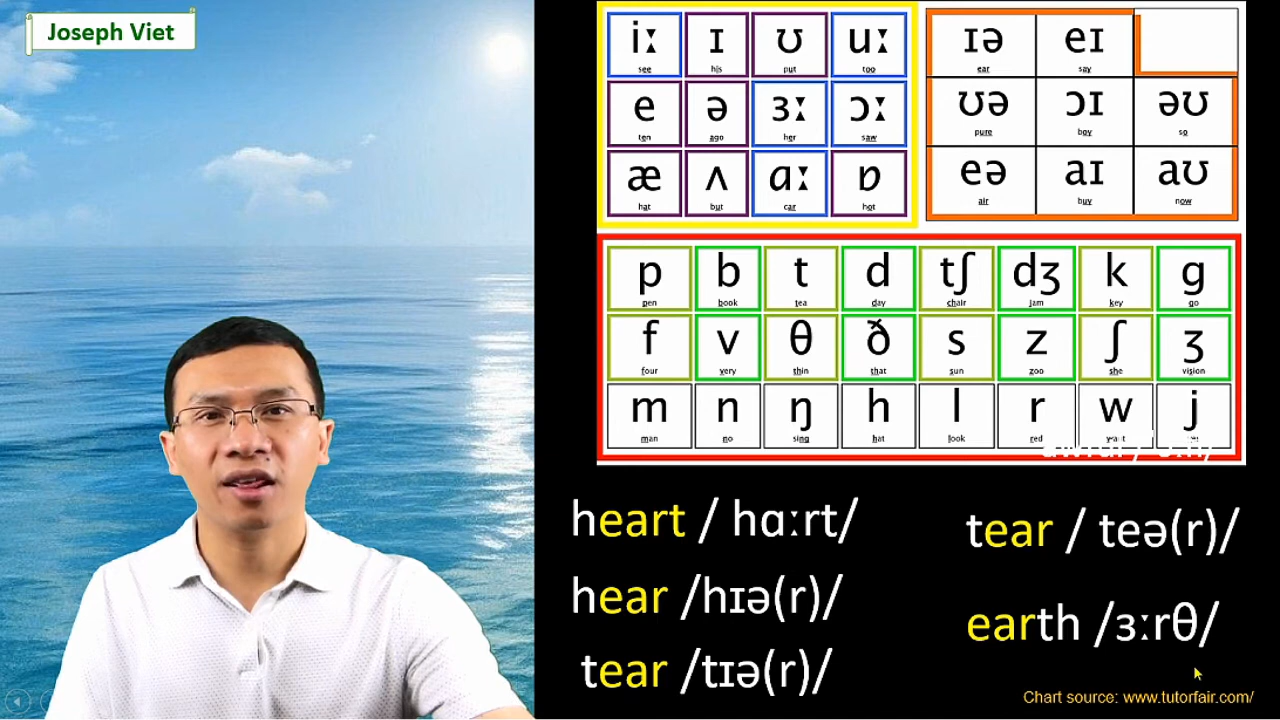 Joseph Viet
iː ɪ ʊ uː
see his put too
e ə ɜː ɔː
ten ago her saw
æ ʌ ɑː ɒ
hat but car hot
ɪə eɪ
ear say
ʊə ɔɪ əʊ
pure boy so
eə aɪ aʊ
air buy now
p b t d tʃ dʒ k g
pen book tea day chair jam key go
f v θ ð s z ʃ ʒ
four very thin that sun zoo she vision
m n ŋ h l r w j
man no sing hat look red
heart / hɑːrt/
hear /hɪə(r)/
tear /tɪə(r)/
tear / teə(r)/
earth /ɜːrθ/
Chart source: www.tutorfair.com/